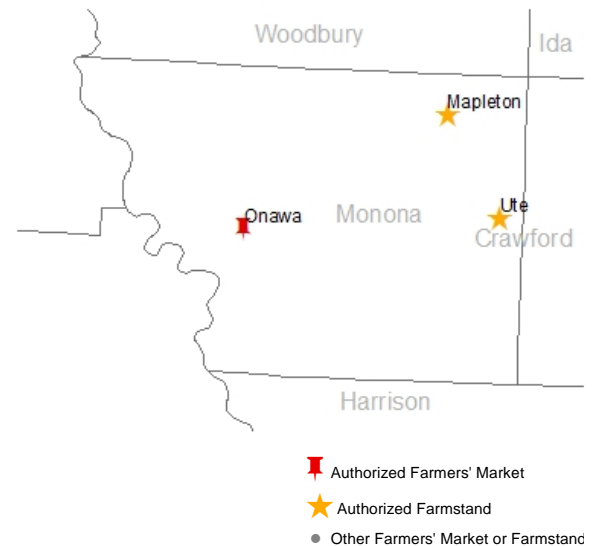 Woodbury
Ida
Mapleton
Ute
Onawa
Monona
Crawford
Harrison
Authorized Farmers' Market
Authorized Farmstand
Other Farmers' Market or Farmstand